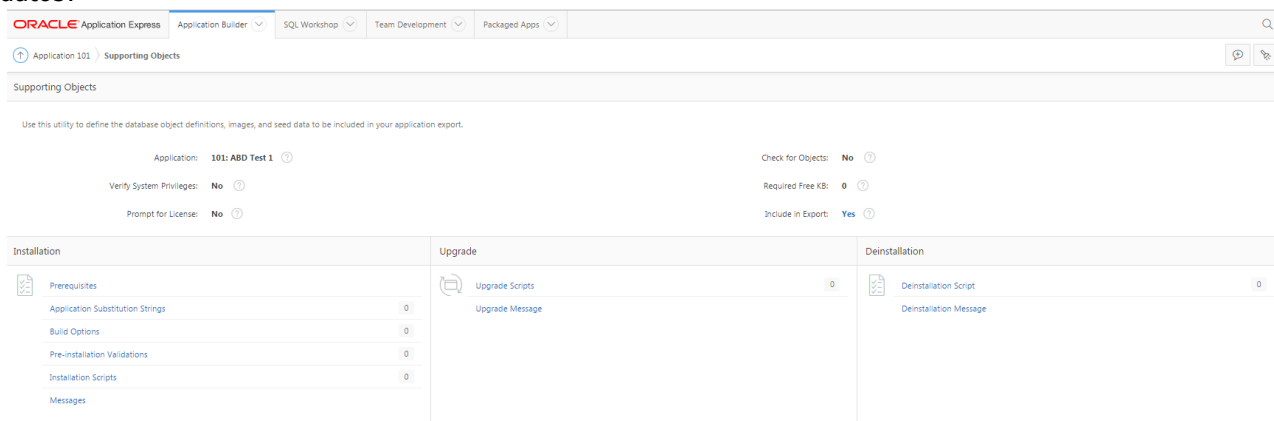 ORACLE Application Express Application Builder SQL Workshop Team Development Packaged Apps
Application 101 Supporting Objects
Supporting Objects
Use this utility to define the database object definitions, images, and seed data to be included in your application export.
Application: 101: ABD Test 1 ? Check for Objects: No ?
Verify System Privileges: No ? Required Free KB: 0 ?
Prompt for License: No ? Include in Export: Yes ?
Installation Upgrade Deinstallation
Prerequisites Upgrade Scripts 0 Deinstallation Script 0
Application Substitution Strings 0 Upgrade Message Deinstallation Message
Build Options 0
Pre-installation Validations 0
Installation Scripts 0
Messages